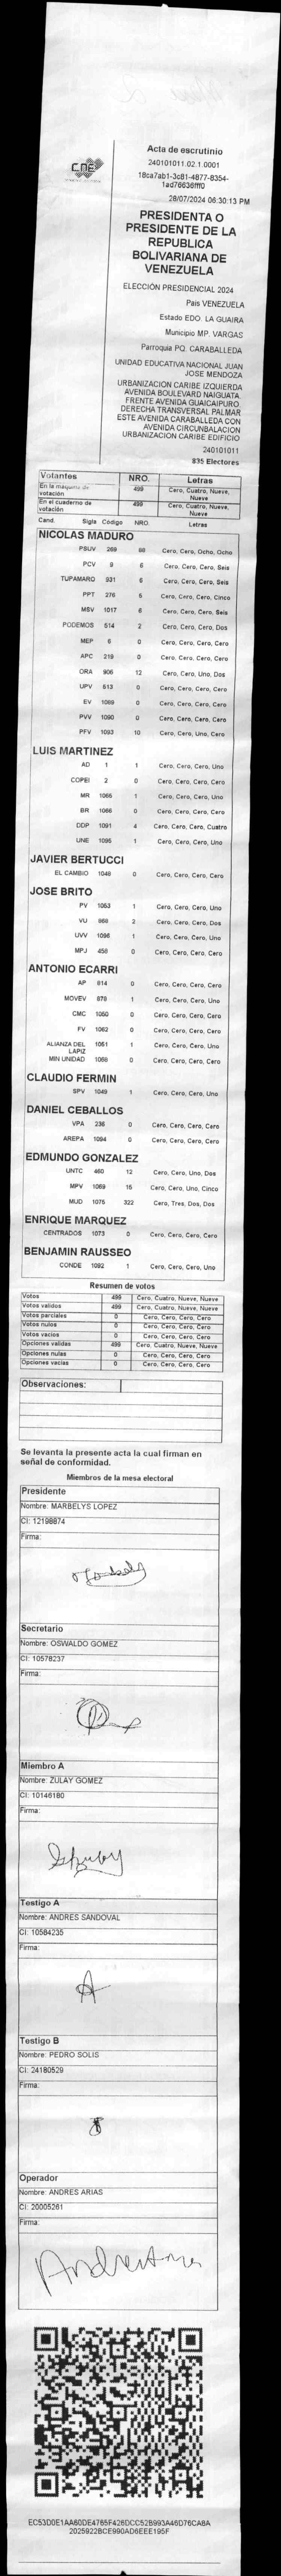 CNE
Acta de escrutinio
240101011.02.1.0001
18ca7ab1-3c81-4877-8354-
1ad76636fff0
28/07/2024 06:30:13 PM
PRESIDENTA O
PRESIDENTE DE LA
REPUBLICA
BOLIVARIANA DE
VENEZUELA
ELECCIÓN PRESIDENCIAL 2024
País VENEZUELA
Estado EDO. LA GUAIRA
Municipio MP. VARGAS
Parroquia PQ. CARABALLEDA
UNIDAD EDUCATIVA NACIONAL JUAN
JOSE MENDOZA
URBANIZACIÓN CARIBE IZQUIERDA
AVENIDA BOULEVARD NAIGUATA.
FRENTE AVENIDA GUAICAIPURO.
DERECHA TRANSVERSAL PALMAR
ESTE AVENIDA CARABALLEDA CON
AVENIDA CIRCUNBALACION
URBANIZACION CARIBE EDIFICIO
240101011
835 Electores
Votantes NRO. Letras
En la máquina de votación 499 Cero, Cuatro, Nueve, Nueve
En el cuaderno de votación 499 Cero, Cuatro, Nueve, Nueve
Cand. Sigla Código NRO. Letras
NICOLAS MADURO
PSUV 269 88 Cero, Cero, Ocho, Ocho
PCV 9 6 Cero, Cero, Cero, Seis
TUPAMARO 931 6 Cero, Cero, Cero, Seis
PPT 276 5 Cero, Cero, Cero, Cinco
MSV 1017 6 Cero, Cero, Cero, Seis
PODEMOS 514 2 Cero, Cero, Cero, Dos
MEP 6 0 Cero, Cero, Cero, Cero
APC 219 0 Cero, Cero, Cero, Cero
ORA 906 12 Cero, Cero, Uno, Dos
UPV 513 0 Cero, Cero, Cero, Cero
EV 1089 0 Cero, Cero, Cero, Cero
PVV 1090 0 Cero, Cero, Cero, Cero
PFV 1093 10 Cero, Cero, Uno, Cero
LUIS MARTINEZ
AD 1 1 Cero, Cero, Cero, Uno
COPEI 2 0 Cero, Cero, Cero, Cero
MR 1065 1 Cero, Cero, Cero, Uno
BR 1066 0 Cero, Cero, Cero, Cero
DDP 1091 4 Cero, Cero, Cero, Cuatro
UNE 1095 1 Cero, Cero, Cero, Uno
JAVIER BERTUCCI
EL CAMBIO 1048 0 Cero, Cero, Cero, Cero
JOSE BRITO
PV 1053 1 Cero, Cero, Cero, Uno
VU 868 2 Cero, Cero, Cero, Dos
UVV 1096 1 Cero, Cero, Cero, Uno
MPJ 458 0 Cero, Cero, Cero, Cero
ANTONIO ECARRI
AP 814 0 Cero, Cero, Cero, Cero
MOVEV 878 1 Cero, Cero, Cero, Uno
CMC 1050 0 Cero, Cero, Cero, Cero
FV 1062 0 Cero, Cero, Cero, Cero
ALIANZA DEL LAPIZ 1051 1 Cero, Cero, Cero, Uno
MIN UNIDAD 1068 0 Cero, Cero, Cero, Cero
CLAUDIO FERMIN
SPV 1049 1 Cero, Cero, Cero, Uno
DANIEL CEBALLOS
VPA 236 0 Cero, Cero, Cero, Cero
AREPA 1094 0 Cero, Cero, Cero, Cero
EDMUNDO GONZALEZ
UNTC 460 12 Cero, Cero, Uno, Dos
MPV 1069 15 Cero, Cero, Uno, Cinco
MUD 1075 322 Cero, Tres, Dos, Dos
ENRIQUE MARQUEZ
CENTRADOS 1073 0 Cero, Cero, Cero, Cero
BENJAMIN RAUSSEO
CONDE 1092 1 Cero, Cero, Cero, Uno
Resumen de votos
Votos 499 Cero, Cuatro, Nueve, Nueve
Votos validos 499 Cero, Cuatro, Nueve, Nueve
Votos parciales 0 Cero, Cero, Cero, Cero
Votos nulos 0 Cero, Cero, Cero, Cero
Votos vacios 0 Cero, Cero, Cero, Cero
Opciones validas 499 Cero, Cuatro, Nueve, Nueve
Opciones nulas 0 Cero, Cero, Cero, Cero
Opciones vacias 0 Cero, Cero, Cero, Cero
Observaciones:
Se levanta la presente acta la cual firman en
señal de conformidad.
Miembros de la mesa electoral
Presidente
Nombre: MARBELYS LOPEZ
CI: 12198874
Firma:
Secretario
Nombre: OSWALDO GOMEZ
CI: 10578237
Firma:
Miembro A
Nombre: ZULAY GOMEZ
CI: 10146180
Firma:
Testigo A
Nombre: ANDRES SANDOVAL
CI: 10584235
Firma:
Testigo B
Nombre: PEDRO SOLIS
CI: 24180529
Firma:
Operador
Nombre: ANDRES ARIAS
CI: 20005261
Firma:
EC53D0E1AA60DE4765F426DCC52B993A46D76CA8A
2025922BCE990AD6EEE195F